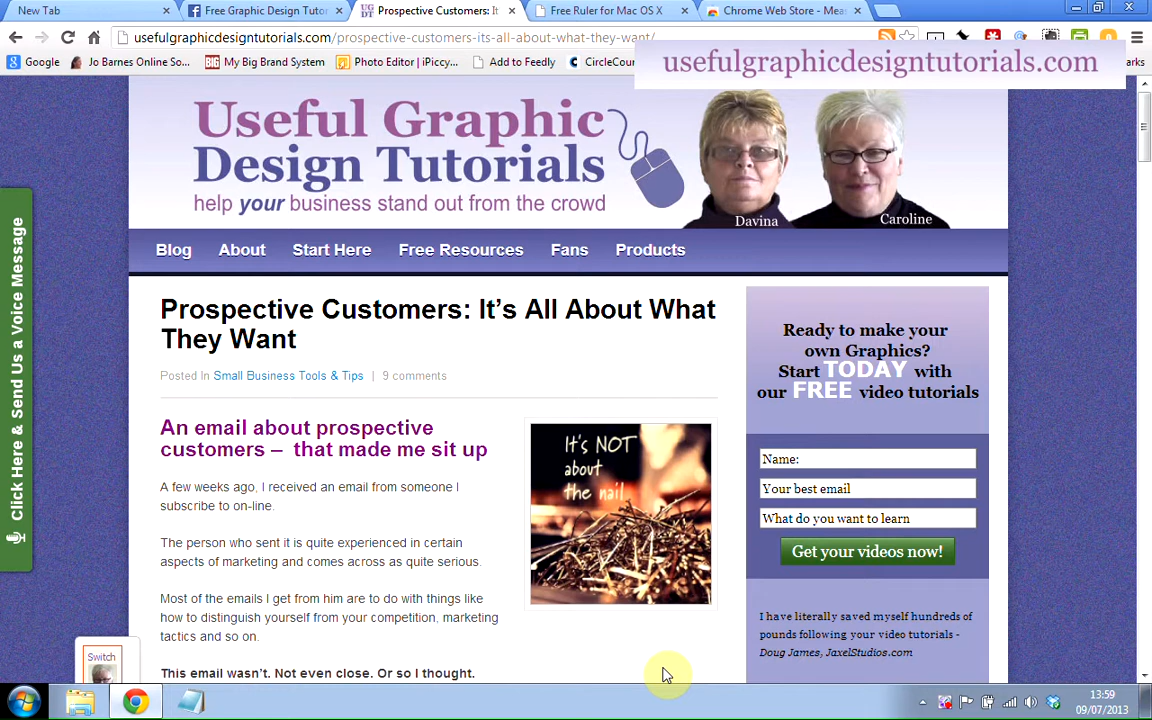 New Tab
Free Graphic Design Tutor
Prospective Customers: It
Free Ruler for Mac OS X
Chrome Web Store - Meas
usefulgraphicdesigntutorials.com/prospective-customers-its-all-about-what-they-want/
Google
Jo Barnes Online So...
My Big Brand System
Photo Editor | iPiccy...
Add to Feedly
CircleCou
usefulgraphicdesigntutorials.com
Useful Graphic
Design Tutorials
help your business stand out from the crowd
Davina
Caroline
Blog
About
Start Here
Free Resources
Fans
Products
Click Here & Send Us a Voice Message
Prospective Customers: It's All About What
They Want
Posted In Small Business Tools & Tips | 9 comments
An email about prospective
customers – that made me sit up
It's NOT
about
the nail
A few weeks ago, I received an email from someone I
subscribe to on-line.
The person who sent it is quite experienced in certain
aspects of marketing and comes across as quite serious.
Most of the emails I get from him are to do with things like
how to distinguish yourself from your competition, marketing
tactics and so on.
This email wasn't. Not even close. Or so I thought.
Ready to make your
own Graphics?
Start TODAY with
our FREE video tutorials
Name:
Your best email
What do you want to learn
Get your videos now!
I have literally saved myself hundreds of
pounds following your video tutorials -
Doug James, JaxelStudios.com
Switch
13:59
09/07/2013